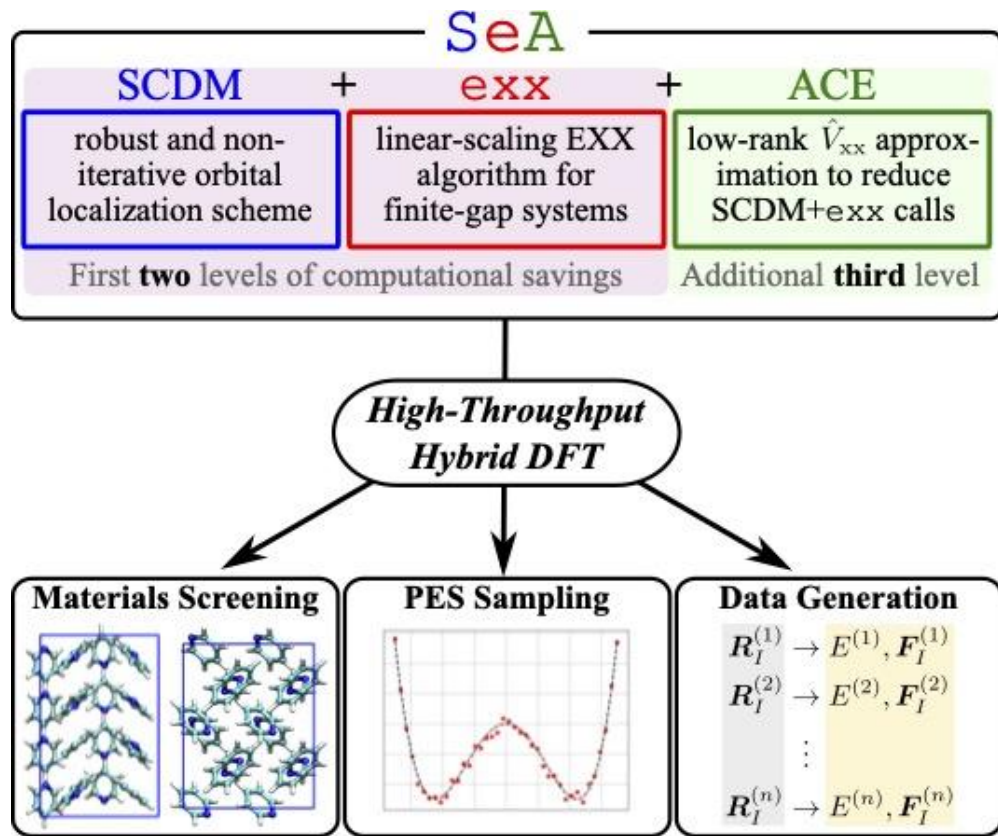 SeA
SCDM + exx + ACE
robust and non-
iterative orbital
localization scheme
linear-scaling EXX
algorithm for
finite-gap systems
low-rank V̂xx approx-
imation to reduce
SCDM+exx calls
First two levels of computational savings
Additional third level
High-Throughput
Hybrid DFT
Materials Screening
PES Sampling
Data Generation
R_I^(1) → E^(1), F_I^(1)
R_I^(2) → E^(2), F_I^(2)
⋮
R_I^(n) → E^(n), F_I^(n)